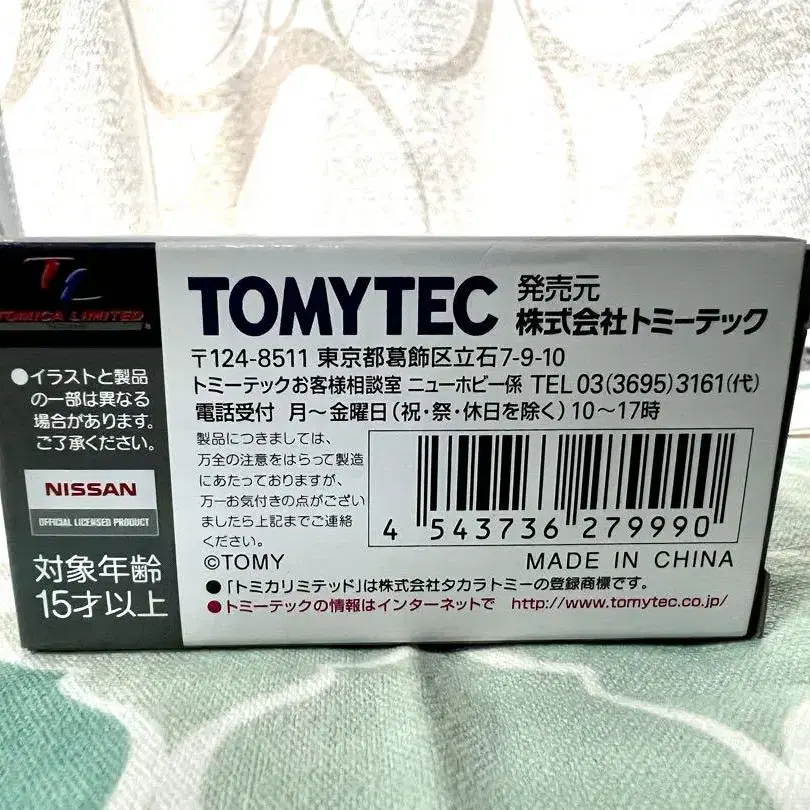 TL
TOMICA LIMITED
●イラストと製品
の一部は異なる
場合があります。
ご了承ください。
NISSAN
OFFICIAL LICENSED PRODUCT
対象年齢
15才以上
TOMYTEC 発売元
株式会社トミーテック
〒124-8511 東京都葛飾区立石7-9-10
トミーテックお客様相談室 ニューホビー係 TEL 03(3695)3161(代)
電話受付 月～金曜日(祝・祭・休日を除く)10～17時
製品につきましては、
万全の注意をはらって製造
にあたっておりますが、
万一お気付きの点がござい
ましたら上記までご連絡
ください。
4 543736 279990
©TOMY MADE IN CHINA
●「トミカリミテッド」は株式会社タカラトミーの登録商標です。
●トミーテックの情報はインターネットで http://www.tomytec.co.jp/